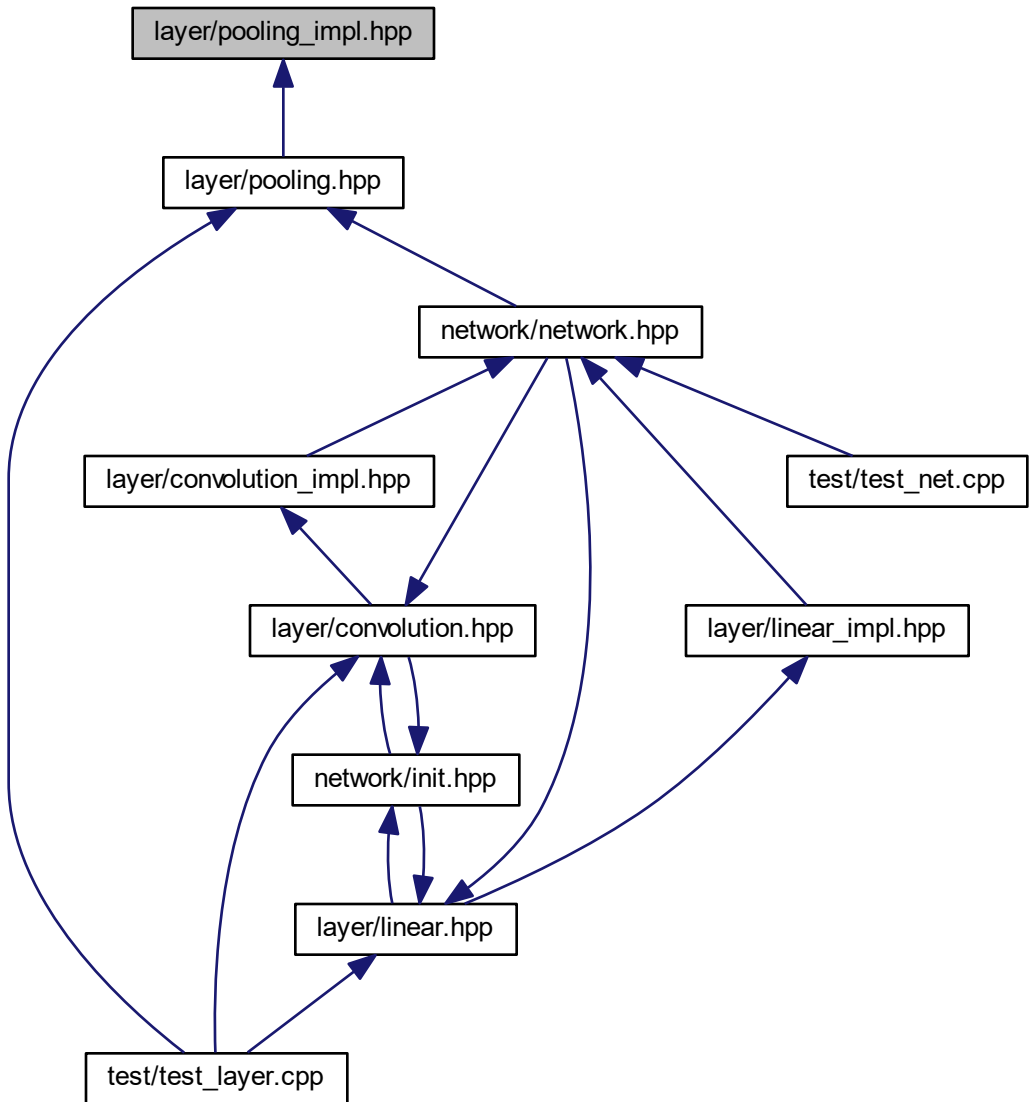 layer/pooling_impl.hpp
layer/pooling.hpp
network/network.hpp
layer/convolution_impl.hpp
test/test_net.cpp
layer/convolution.hpp
layer/linear_impl.hpp
network/init.hpp
layer/linear.hpp
test/test_layer.cpp